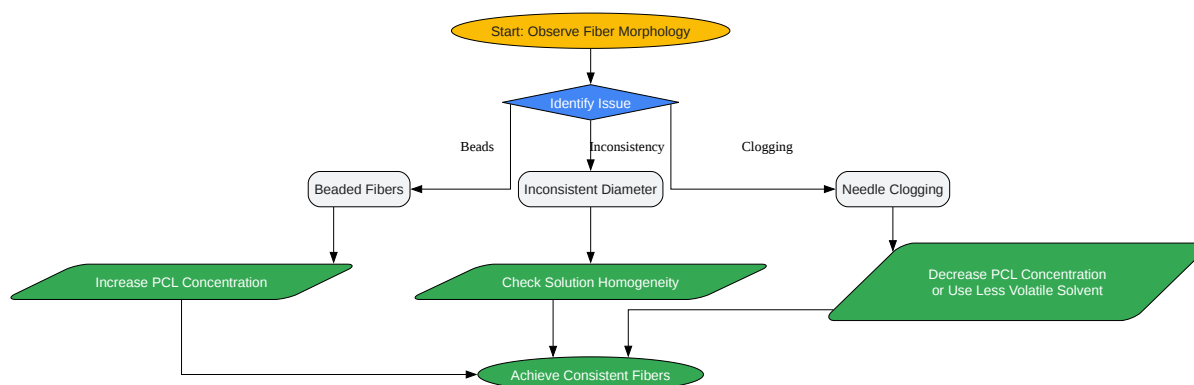 Start: Observe Fiber Morphology
Identify Issue
Beads
Inconsistency
Clogging
Beaded Fibers
Inconsistent Diameter
Needle Clogging
Increase PCL Concentration
Check Solution Homogeneity
Decrease PCL Concentration
or Use Less Volatile Solvent
Achieve Consistent Fibers